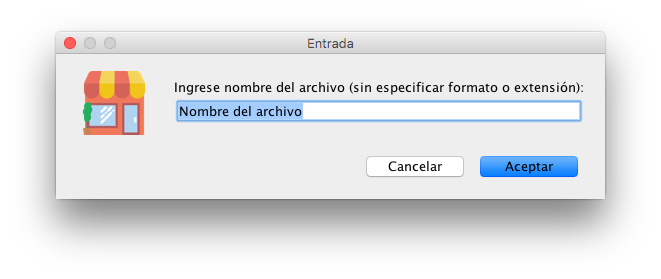 Entrada
Ingrese nombre del archivo (sin especificar formato o extensión):
Nombre del archivo
Cancelar Aceptar